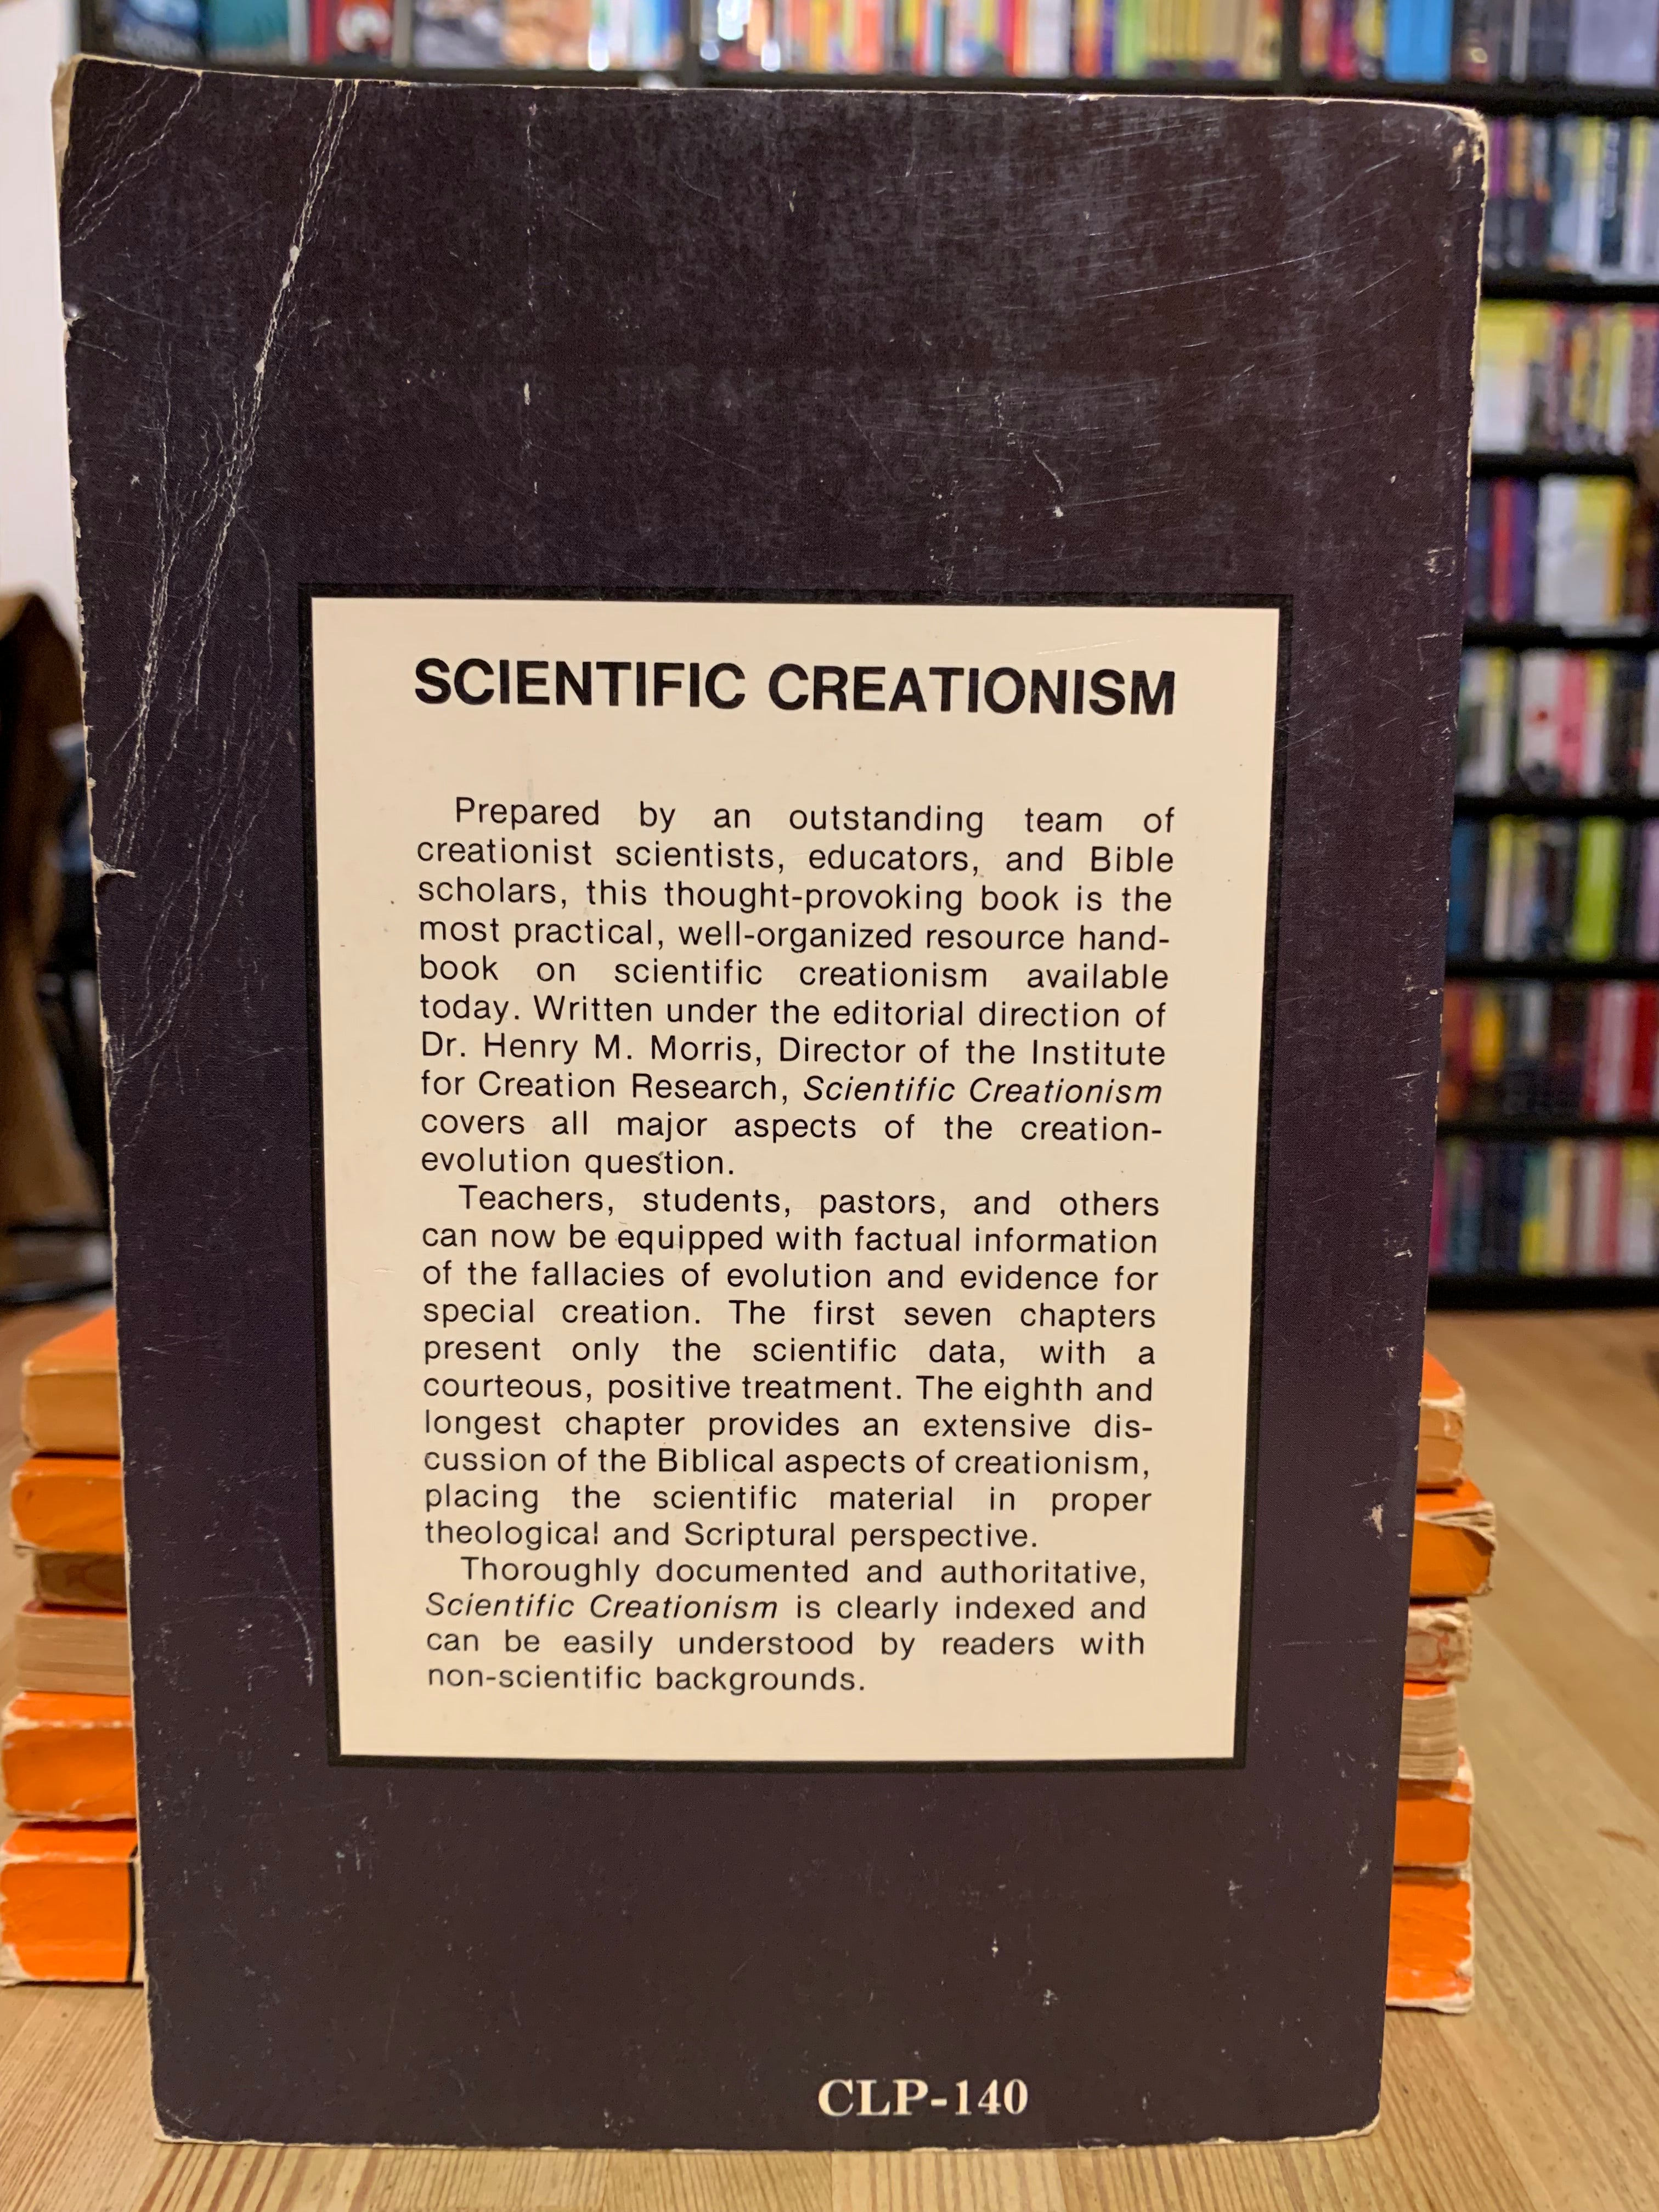 SCIENTIFIC CREATIONISM
Prepared by an outstanding team of
creationist scientists, educators, and Bible
scholars, this thought-provoking book is the
most practical, well-organized resource hand-
book on scientific creationism available
today. Written under the editorial direction of
Dr. Henry M. Morris, Director of the Institute
for Creation Research, Scientific Creationism
covers all major aspects of the creation-
evolution question.
Teachers, students, pastors, and others
can now be equipped with factual information
of the fallacies of evolution and evidence for
special creation. The first seven chapters
present only the scientific data, with a
courteous, positive treatment. The eighth and
longest chapter provides an extensive dis-
cussion of the Biblical aspects of creationism,
placing the scientific material in proper
theological and Scriptural perspective.
Thoroughly documented and authoritative,
Scientific Creationism is clearly indexed and
can be easily understood by readers with
non-scientific backgrounds.
CLP-140